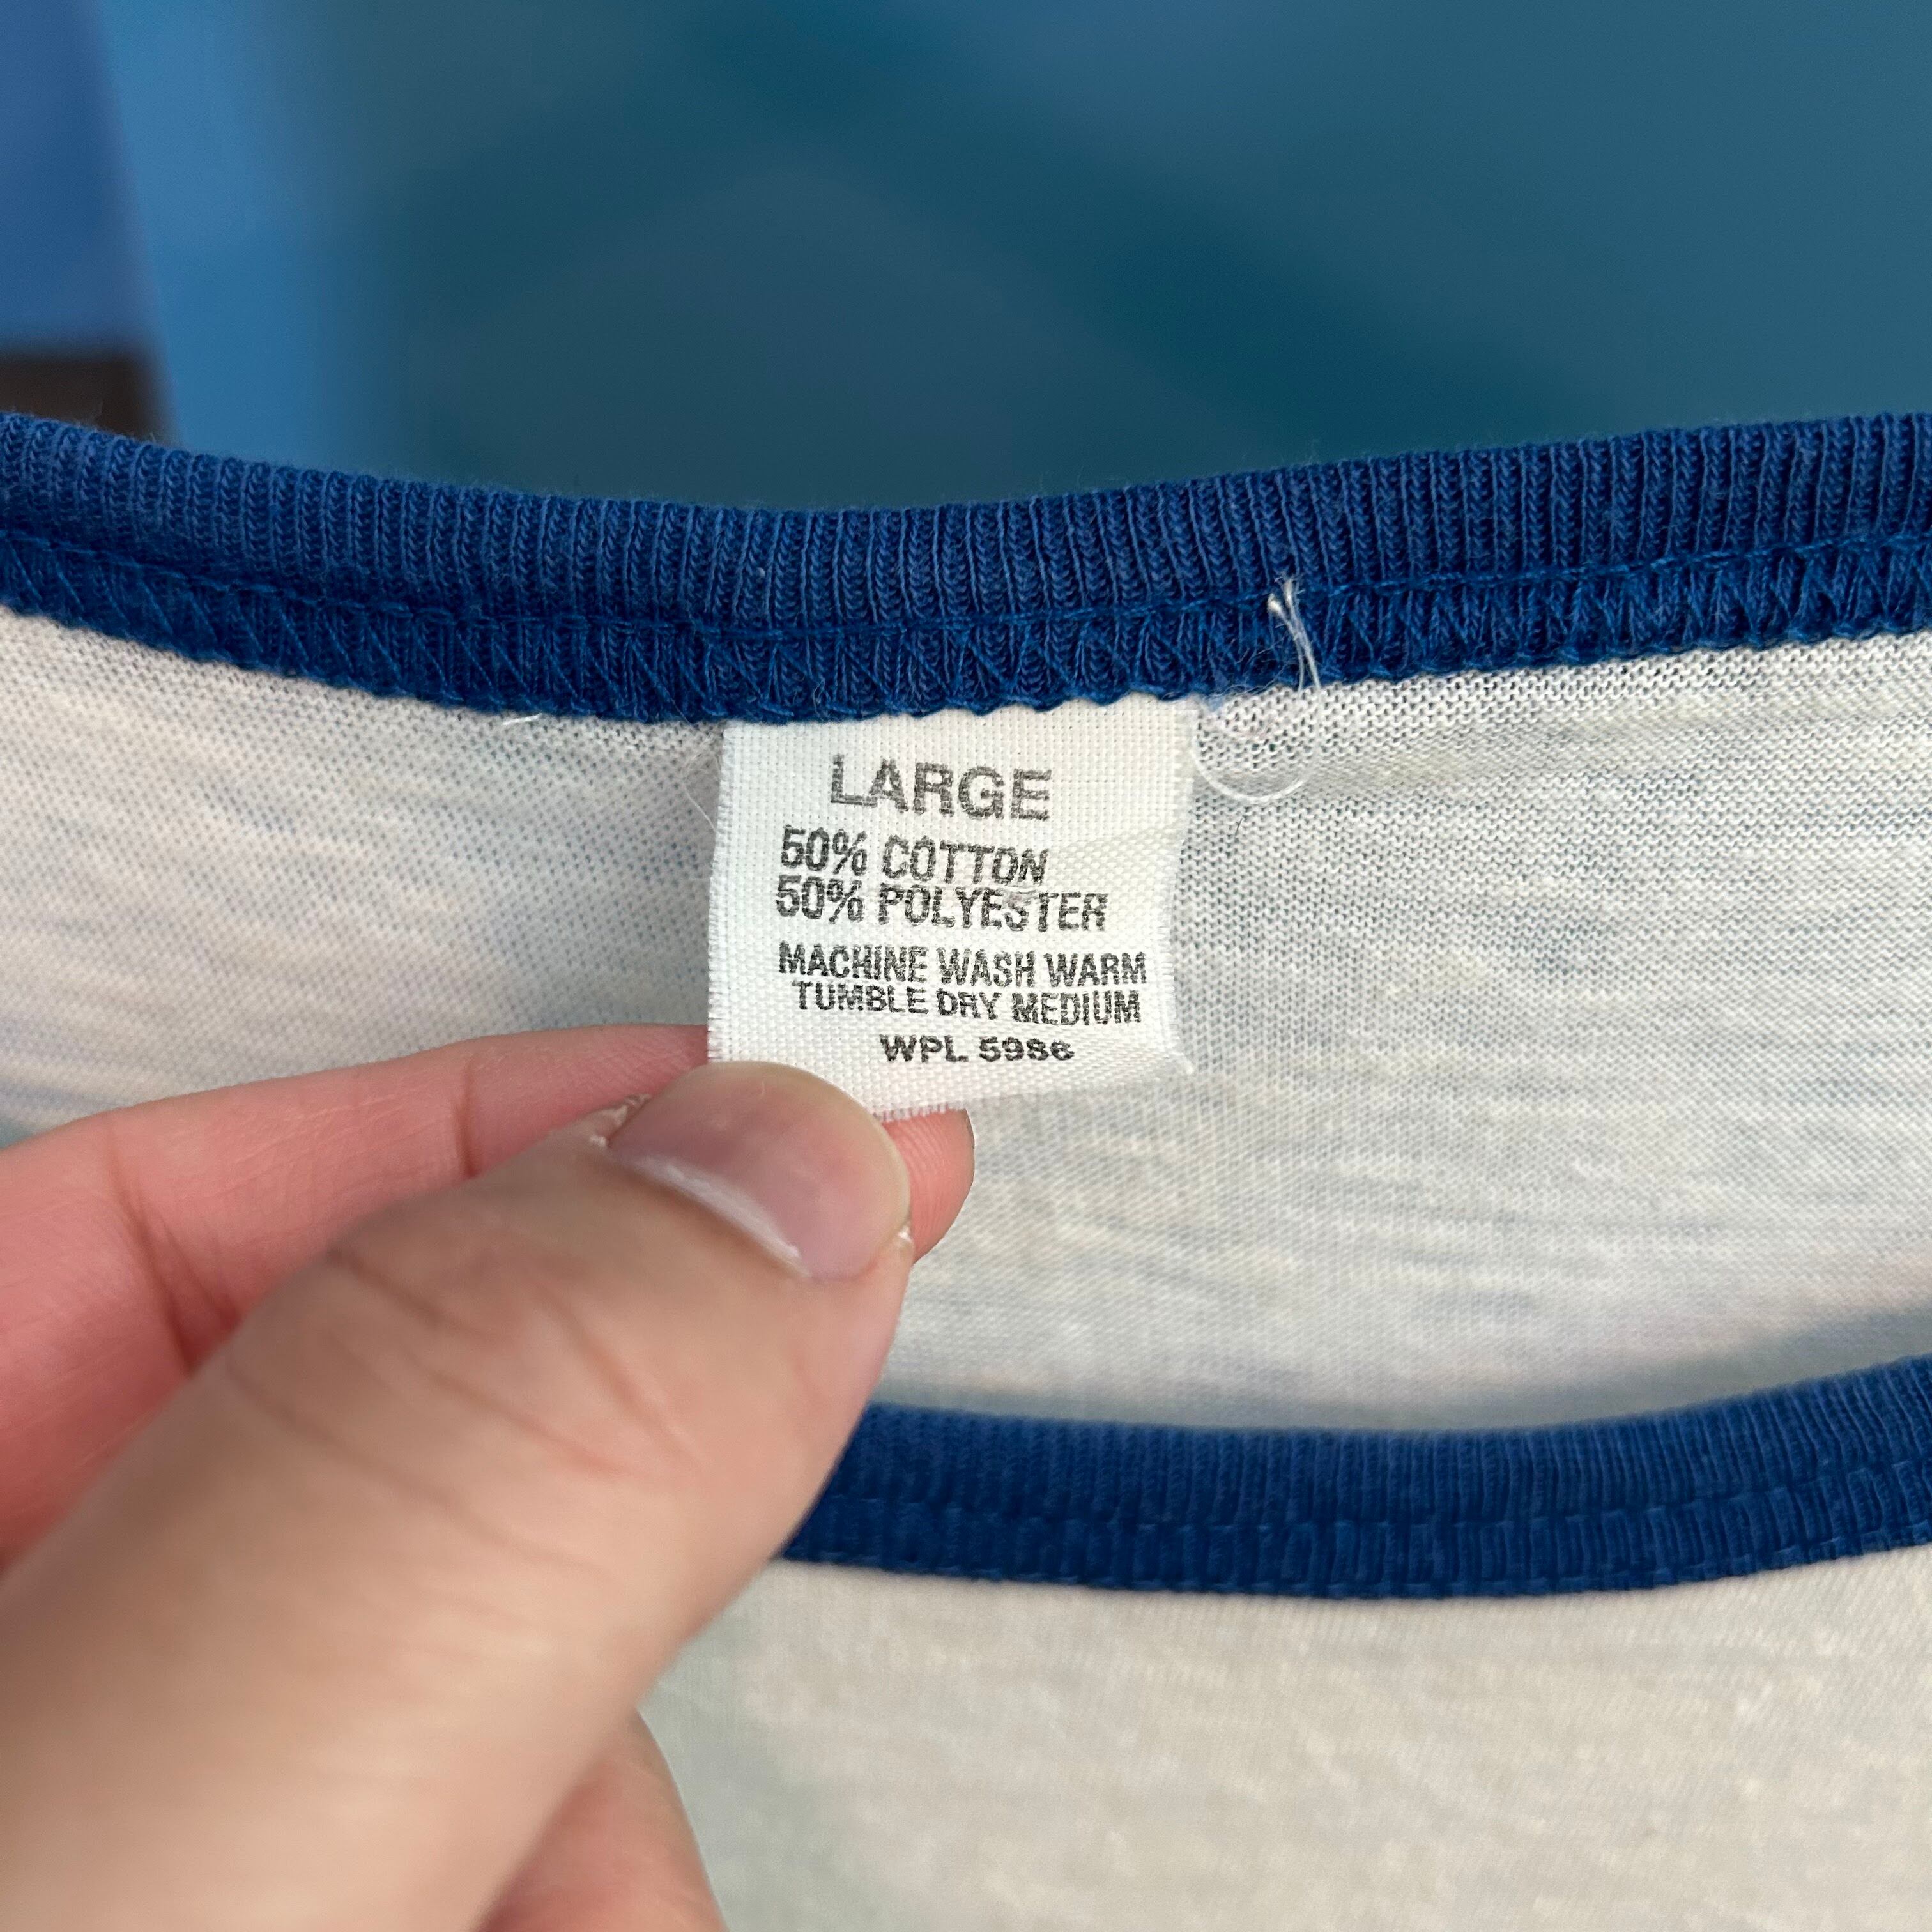 LARGE
50% COTTON
50% POLYESTER
MACHINE WASH WARM
TUMBLE DRY MEDIUM
WPL 5986